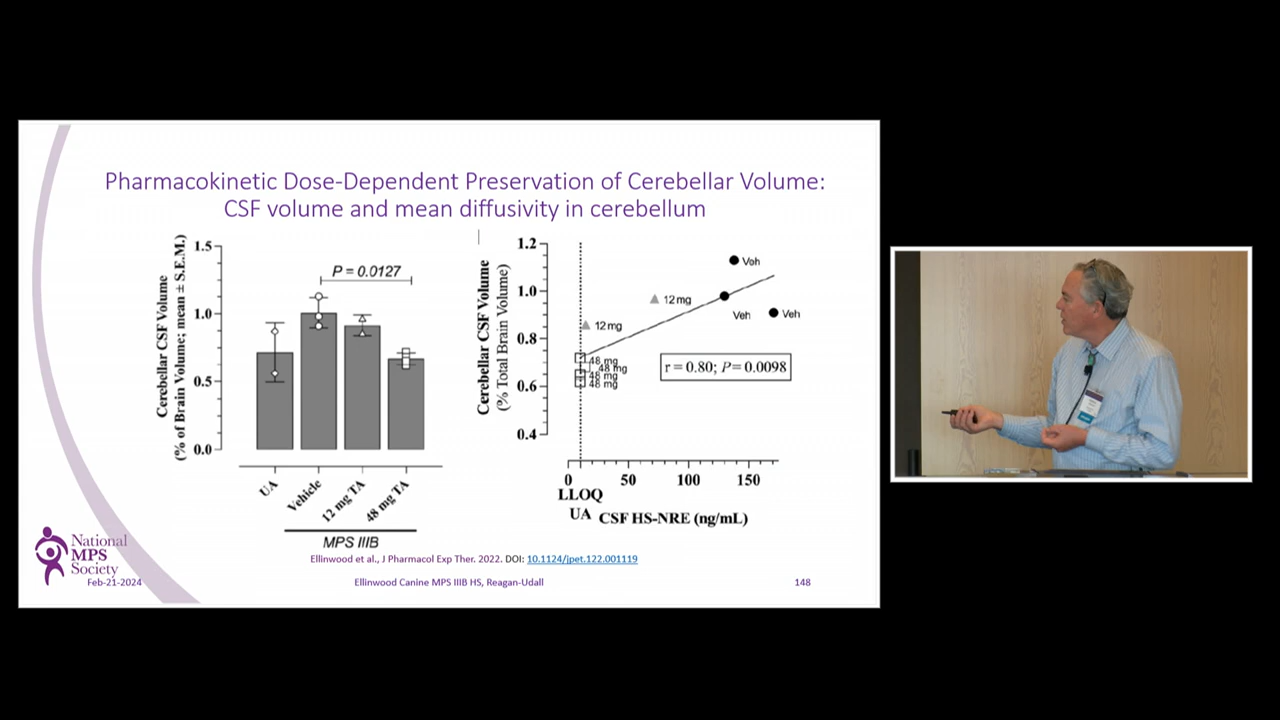 Pharmacokinetic Dose-Dependent Preservation of Cerebellar Volume:
CSF volume and mean diffusivity in cerebellum
Cerebellar CSF Volume
(% of Brain Volume; mean ± S.E.M.)
1.5
1.0
0.5
0.0
P = 0.0127
UA
Vehicle
12 mg TA
48 mg TA
MPS IIIB
Cerebellar CSF Volume
(% Total Brain Volume)
1.2
1.0
0.8
0.6
0.4
Voh
12 mg
Veh
Veh
12 mg
48 mg
48 mg
48 mg
48 mg
r = 0.80; P= 0.0098
0
50
100
150
LLOQ
UA
CSF HS-NRE (ng/mL)
Ellinwood et al., J Pharmacol Exp Ther. 2022. DOI: 10.1124/jpet.122.001119
National
MPS
Society
Feb-21-2024
Ellinwood Canine MPS IIIB HS, Reagan-Udall
148